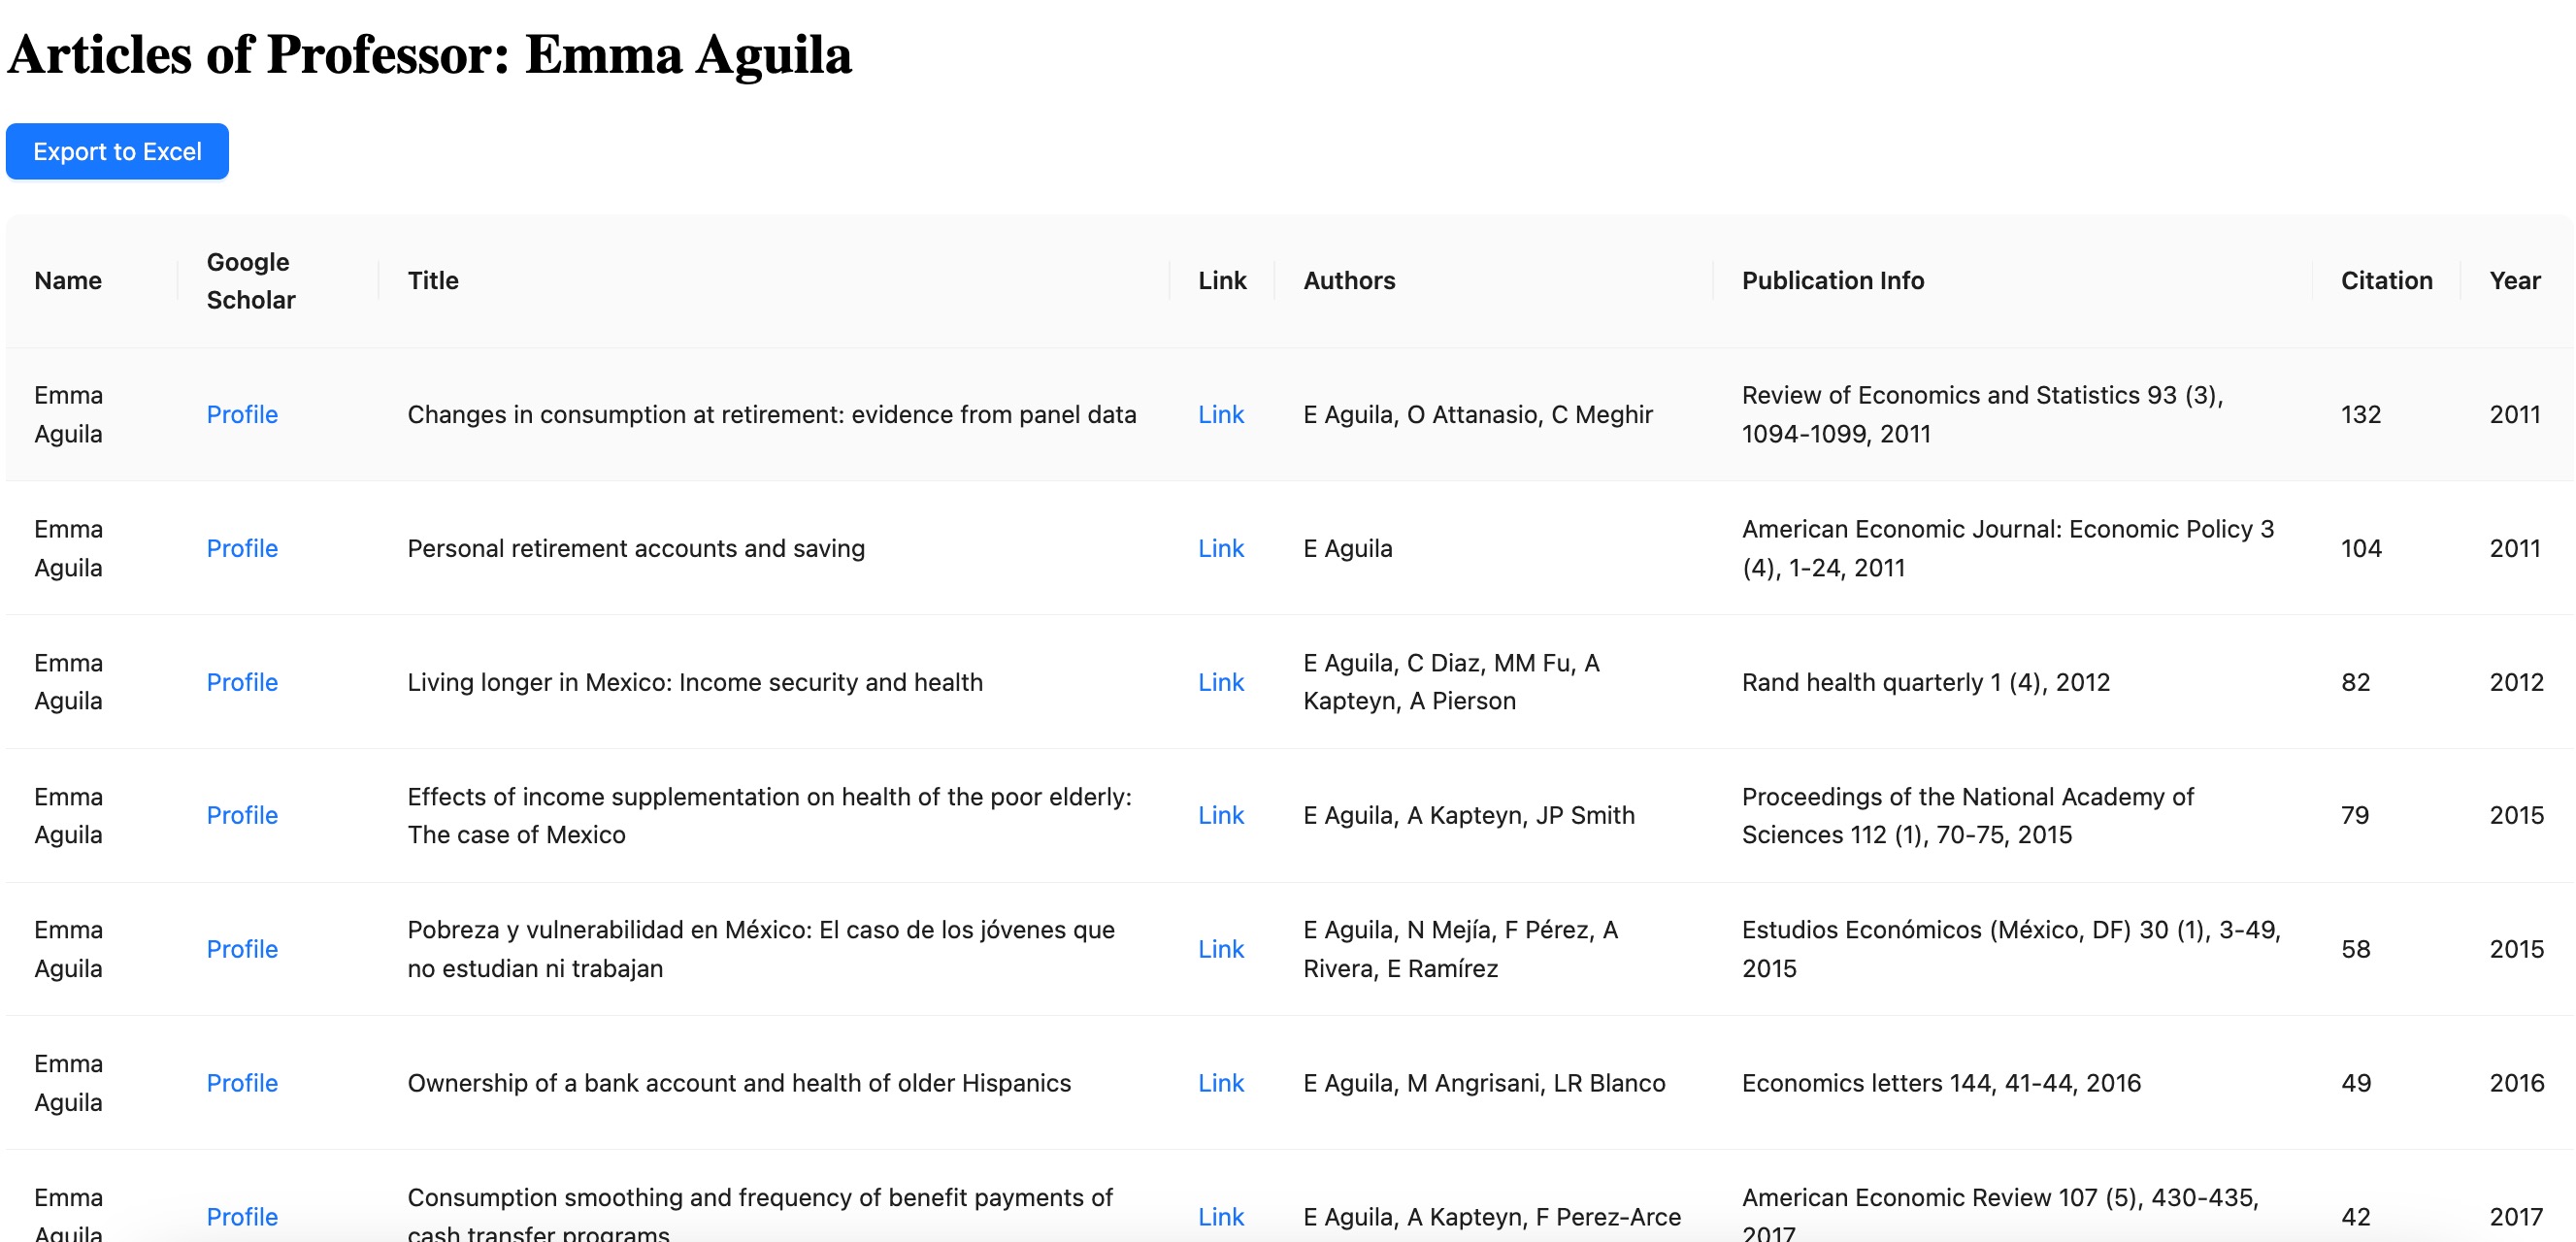 Articles of Professor: Emma Aguila
Export to Excel
Name
Google
Scholar
Title
Link
Authors
Publication Info
Citation
Year
Emma
Aguila
Profile
Changes in consumption at retirement: evidence from panel data
Link
E Aguila, O Attanasio, C Meghir
Review of Economics and Statistics 93 (3),
1094-1099, 2011
132
2011
Emma
Aguila
Profile
Personal retirement accounts and saving
Link
E Aguila
American Economic Journal: Economic Policy 3
(4), 1-24, 2011
104
2011
Emma
Aguila
Profile
Living longer in Mexico: Income security and health
Link
E Aguila, C Diaz, MM Fu, A
Kapteyn, A Pierson
Rand health quarterly 1 (4), 2012
82
2012
Emma
Aguila
Profile
Effects of income supplementation on health of the poor elderly:
The case of Mexico
Link
E Aguila, A Kapteyn, JP Smith
Proceedings of the National Academy of
Sciences 112 (1), 70-75, 2015
79
2015
Emma
Aguila
Profile
Pobreza y vulnerabilidad en México: El caso de los jóvenes que
no estudian ni trabajan
Link
E Aguila, N Mejía, F Pérez, A
Rivera, E Ramírez
Estudios Económicos (México, DF) 30 (1), 3-49,
2015
58
2015
Emma
Aguila
Profile
Ownership of a bank account and health of older Hispanics
Link
E Aguila, M Angrisani, LR Blanco
Economics letters 144, 41-44, 2016
49
2016
Emma
Aguila
Profile
Consumption smoothing and frequency of benefit payments of
cash transfer programs
Link
E Aguila, A Kapteyn, F Perez-Arce
American Economic Review 107 (5), 430-435,
2017
42
2017